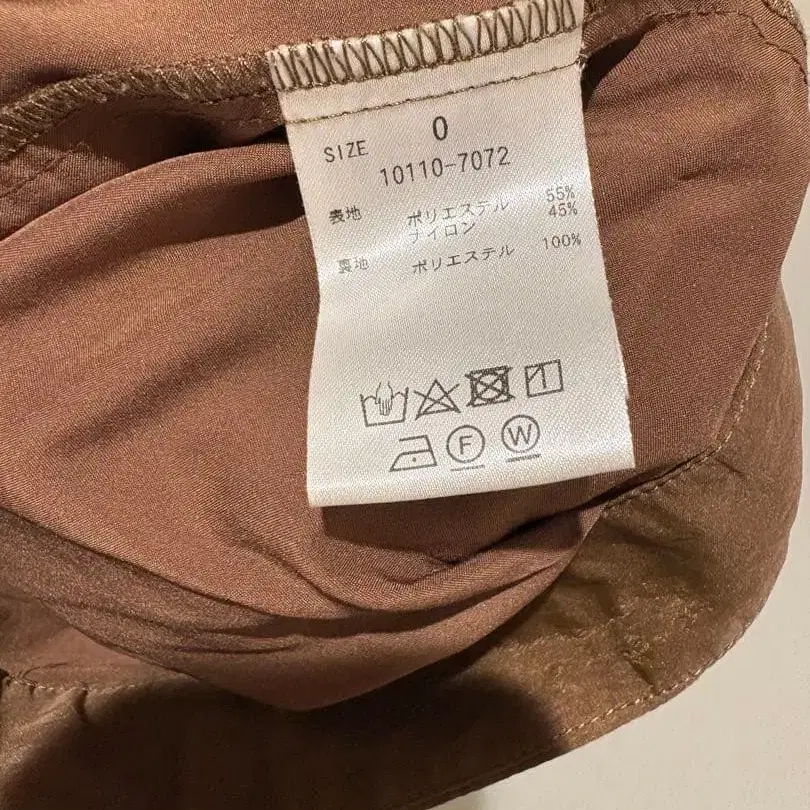 SIZE 0
10110-7072
表地 ポリエステル 55%
ナイロン 45%
裏地 ポリエステル 100%
F W